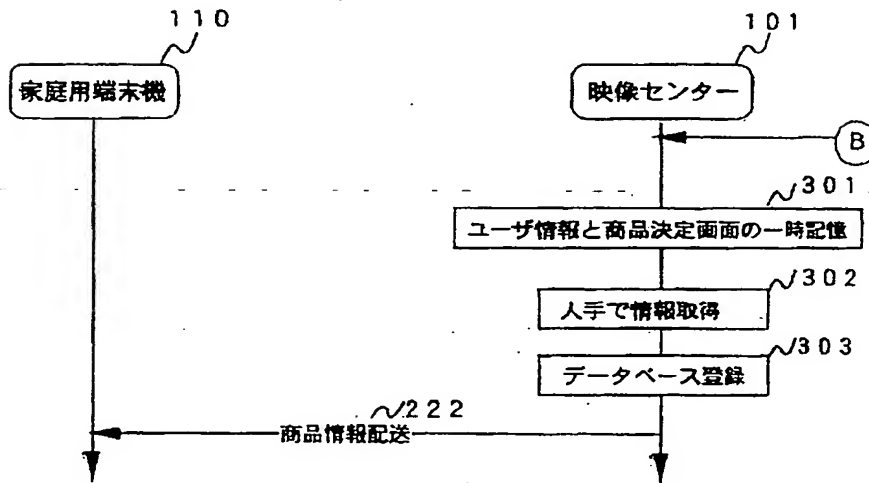 110
101
家庭用端末機
映像センター
B
301
ユーザ情報と商品決定画面の一時記憶
302
人手で情報取得
303
データベース登録
222
商品情報配送